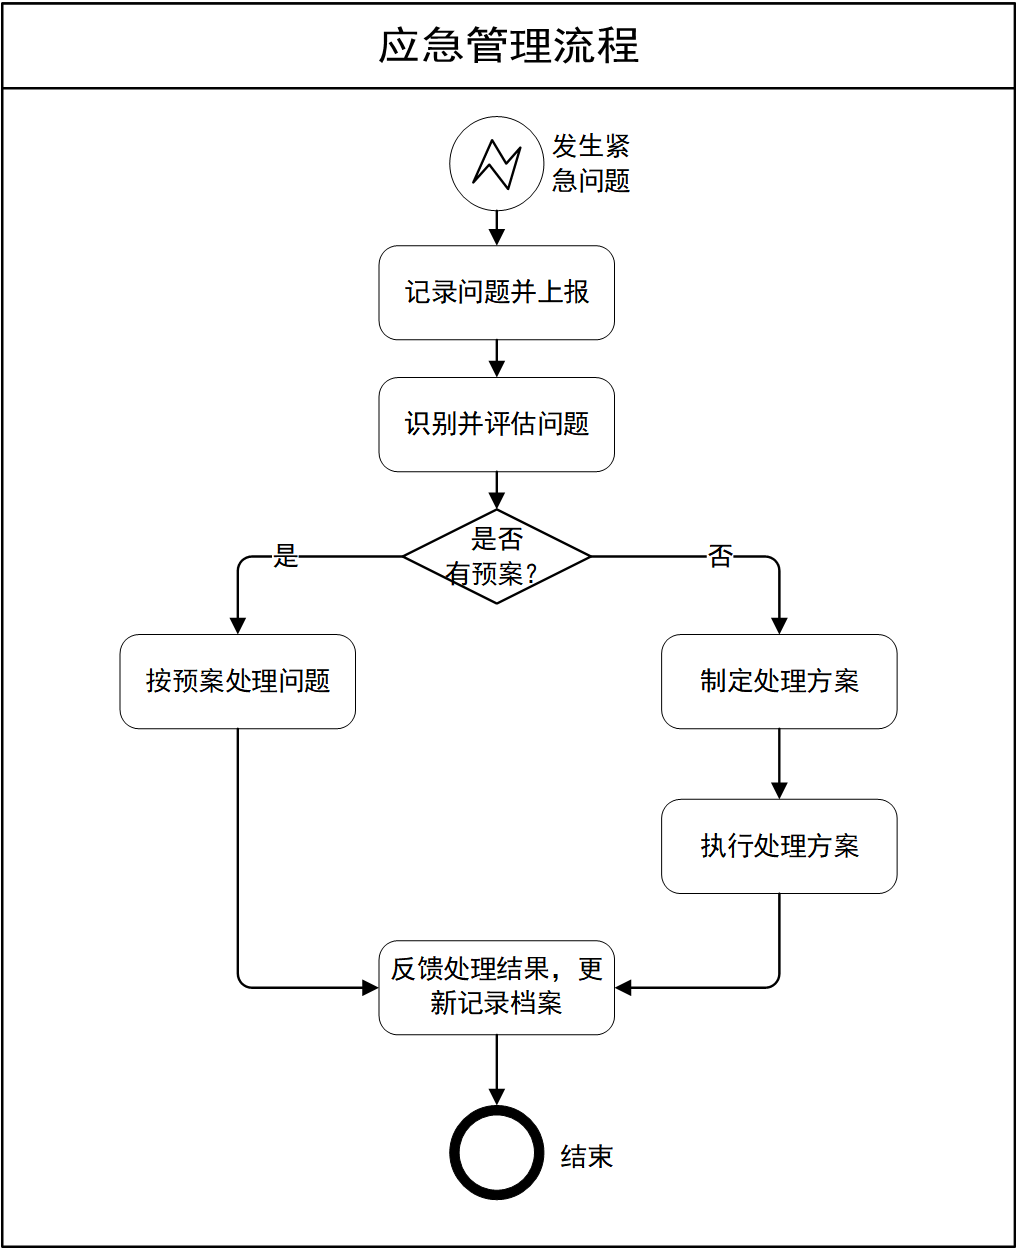 应急管理流程
发生紧
急问题
记录问题并上报
识别并评估问题
是否
有预案?
是
否
按预案处理问题
制定处理方案
执行处理方案
反馈处理结果，更
新记录档案
结束